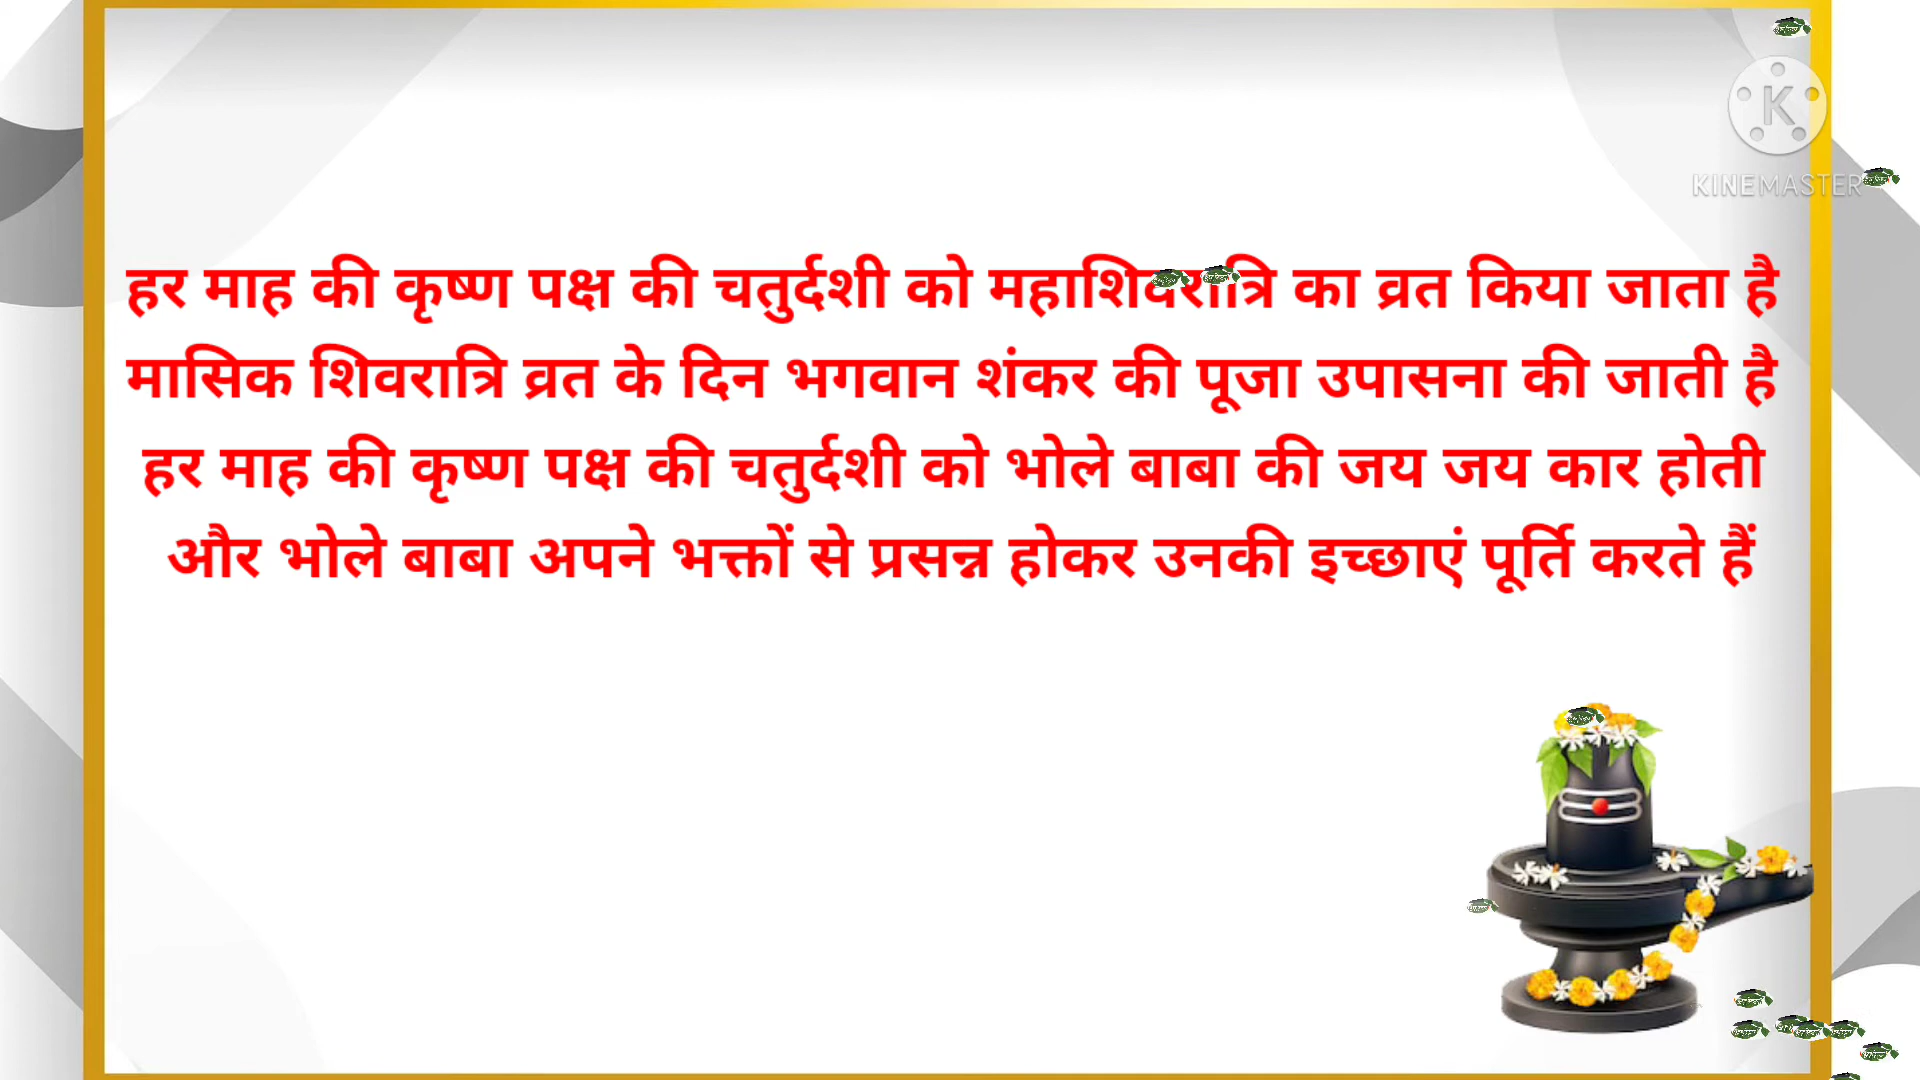 KINEMASTER
हर माह की कृष्ण पक्ष की चतुर्दशी को महाशिवरात्रि का व्रत किया जाता है
मासिक शिवरात्रि व्रत के दिन भगवान शंकर की पूजा उपासना की जाती है
हर माह की कृष्ण पक्ष की चतुर्दशी को भोले बाबा की जय जय कार होती
और भोले बाबा अपने भक्तों से प्रसन्न होकर उनकी इच्छाएं पूर्ति करते हैं